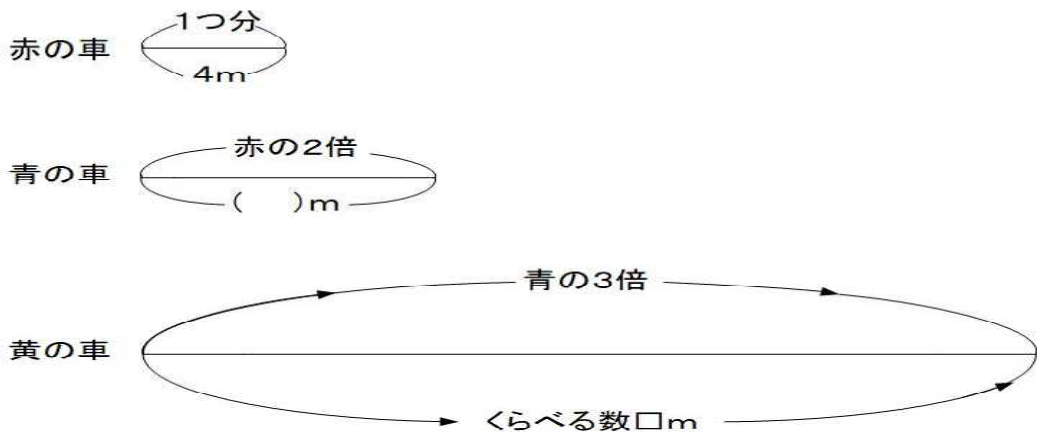 1つ分
赤の車
4m
赤の2倍
青の車
(　　)m
青の3倍
黄の車
くらべる数□m